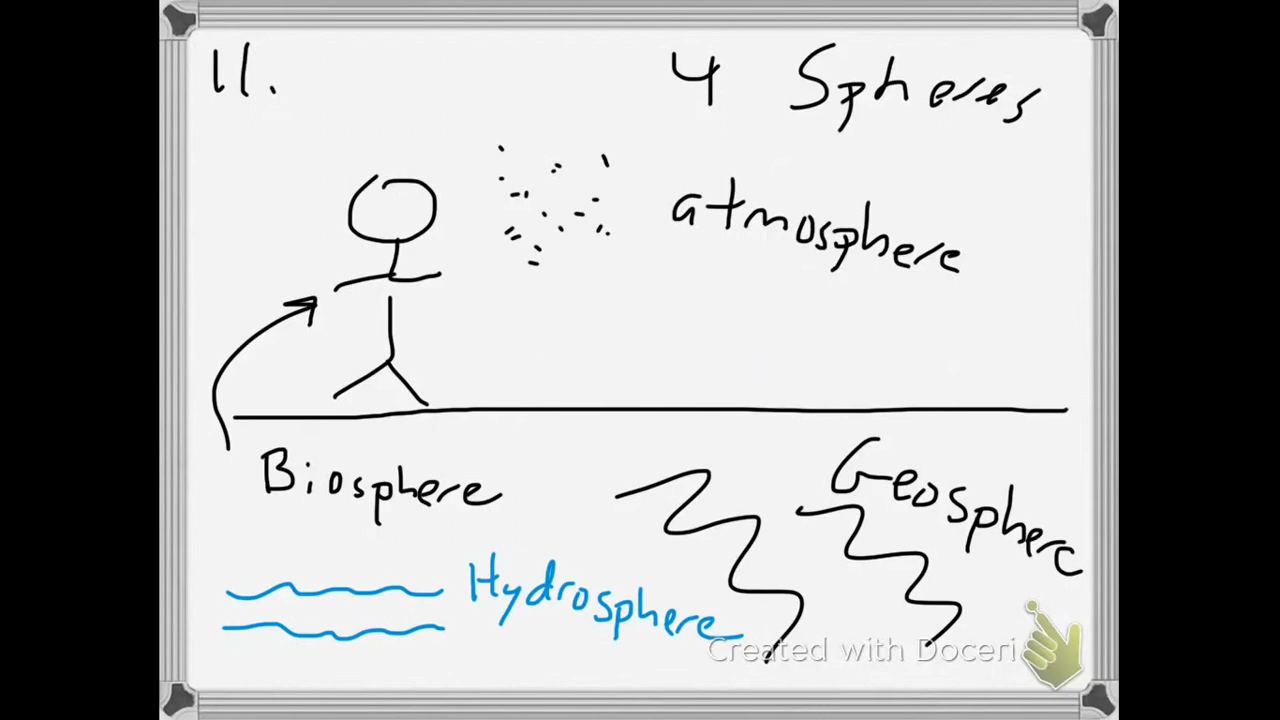 11.
4 Spheres
atmosphere
Biosphere
Geosphere
Hydrosphere
Created with Doceri